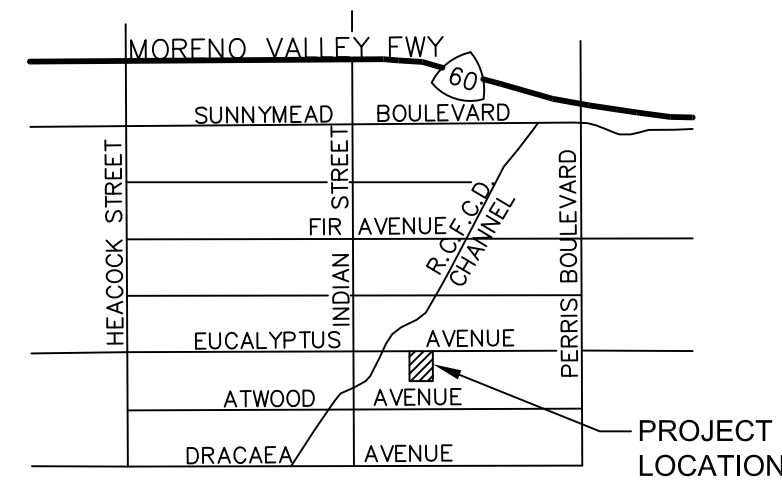 MORENO VALLEY FWY
60
SUNNYMEAD BOULEVARD
HEACOCK STREET
INDIAN STREET
PERRIS BOULEVARD
R.C.F.C.D.
CHANNEL
FIR AVENUE
EUCALYPTUS AVENUE
ATWOOD AVENUE
DRACAEA AVENUE
PROJECT
LOCATION